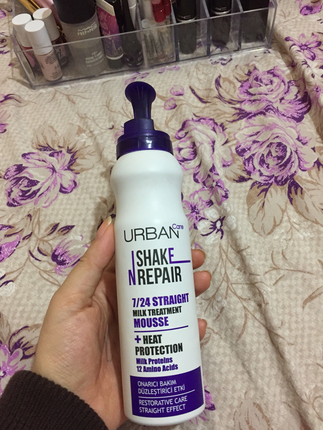 URBAN Care
SHAKE
N REPAIR
7/24 STRAIGHT
MILK TREATMENT
MOUSSE
+ HEAT
PROTECTION
Milk Proteins
12 Amino Acids
ONARICI BAKIM
DÜZLEŞTİRİCİ ETKİ
RESTORATIVE CARE
STRAIGHT EFFECT